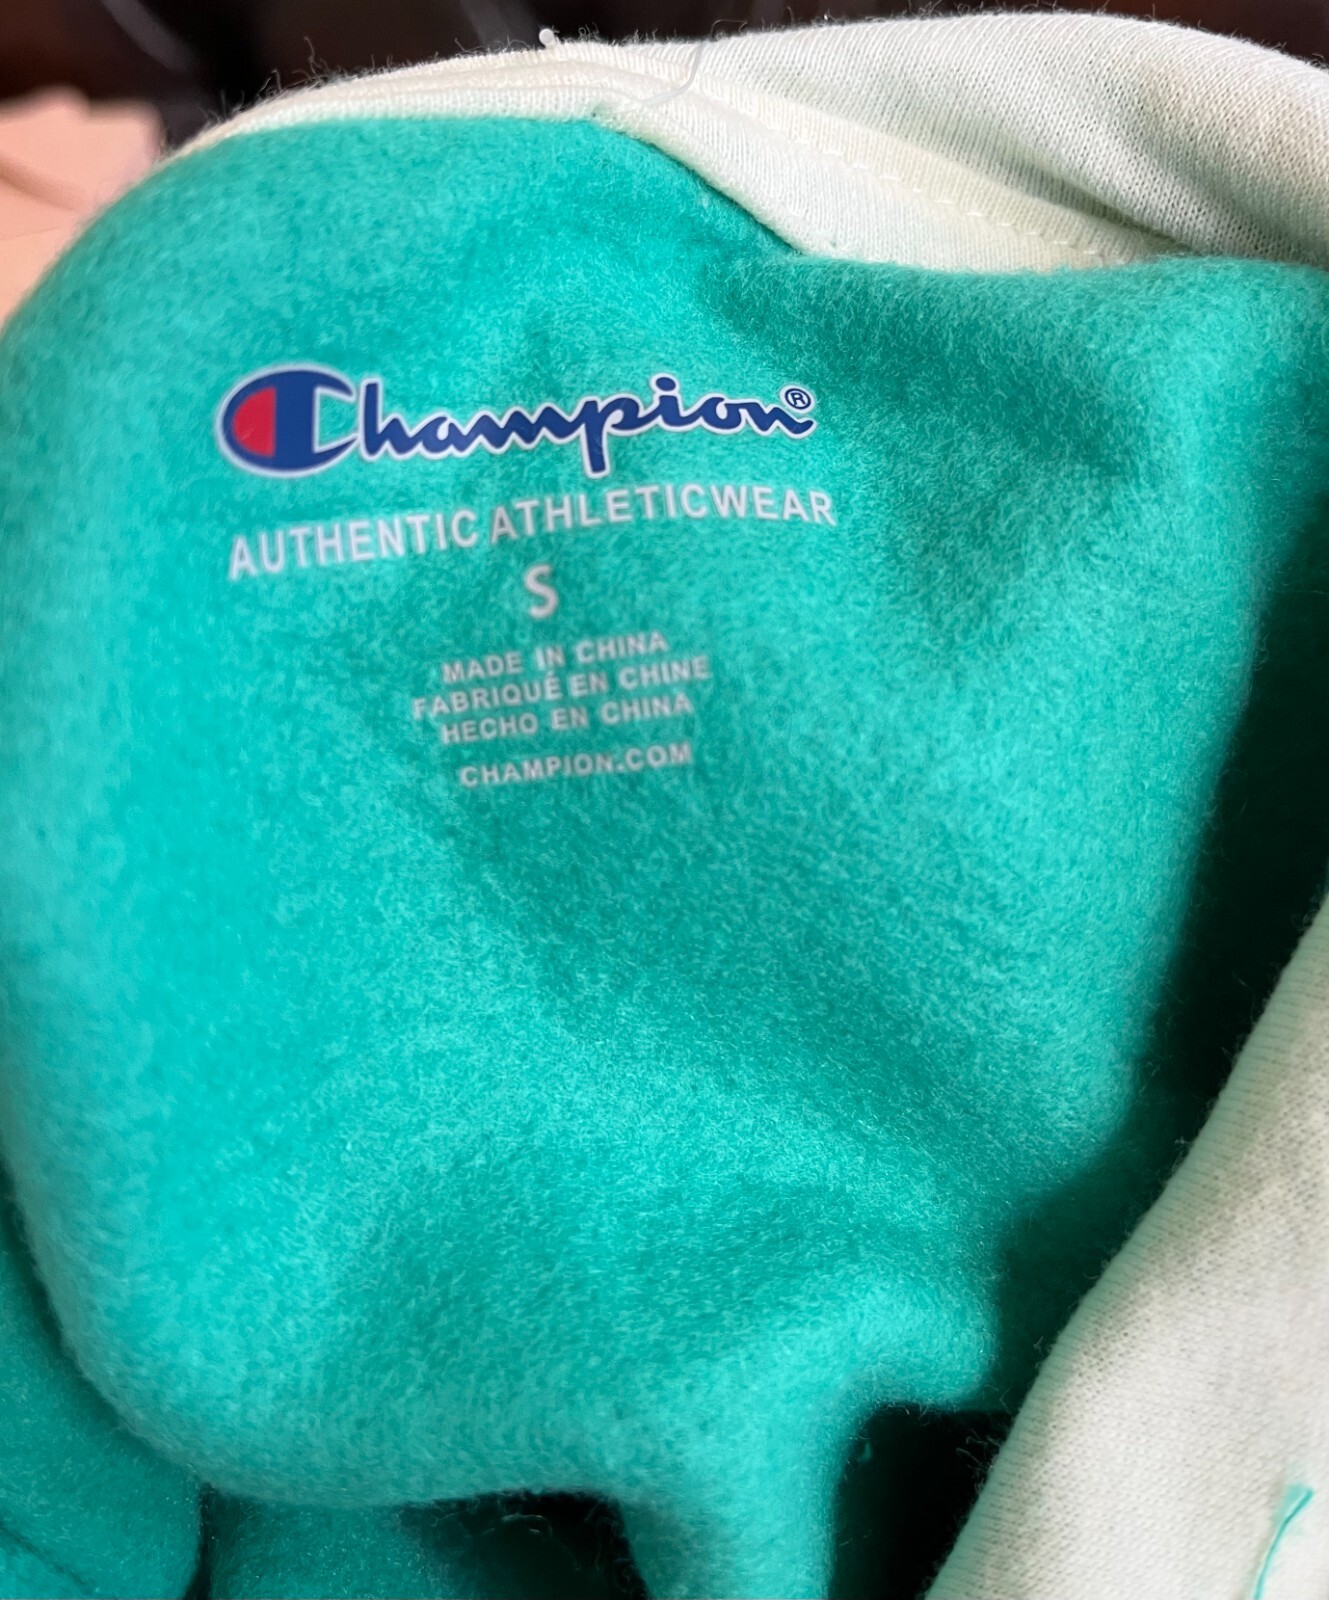 Champion®
AUTHENTIC ATHLETICWEAR
S
MADE IN CHINA
FABRIQUÉ EN CHINE
HECHO EN CHINA
CHAMPION.COM